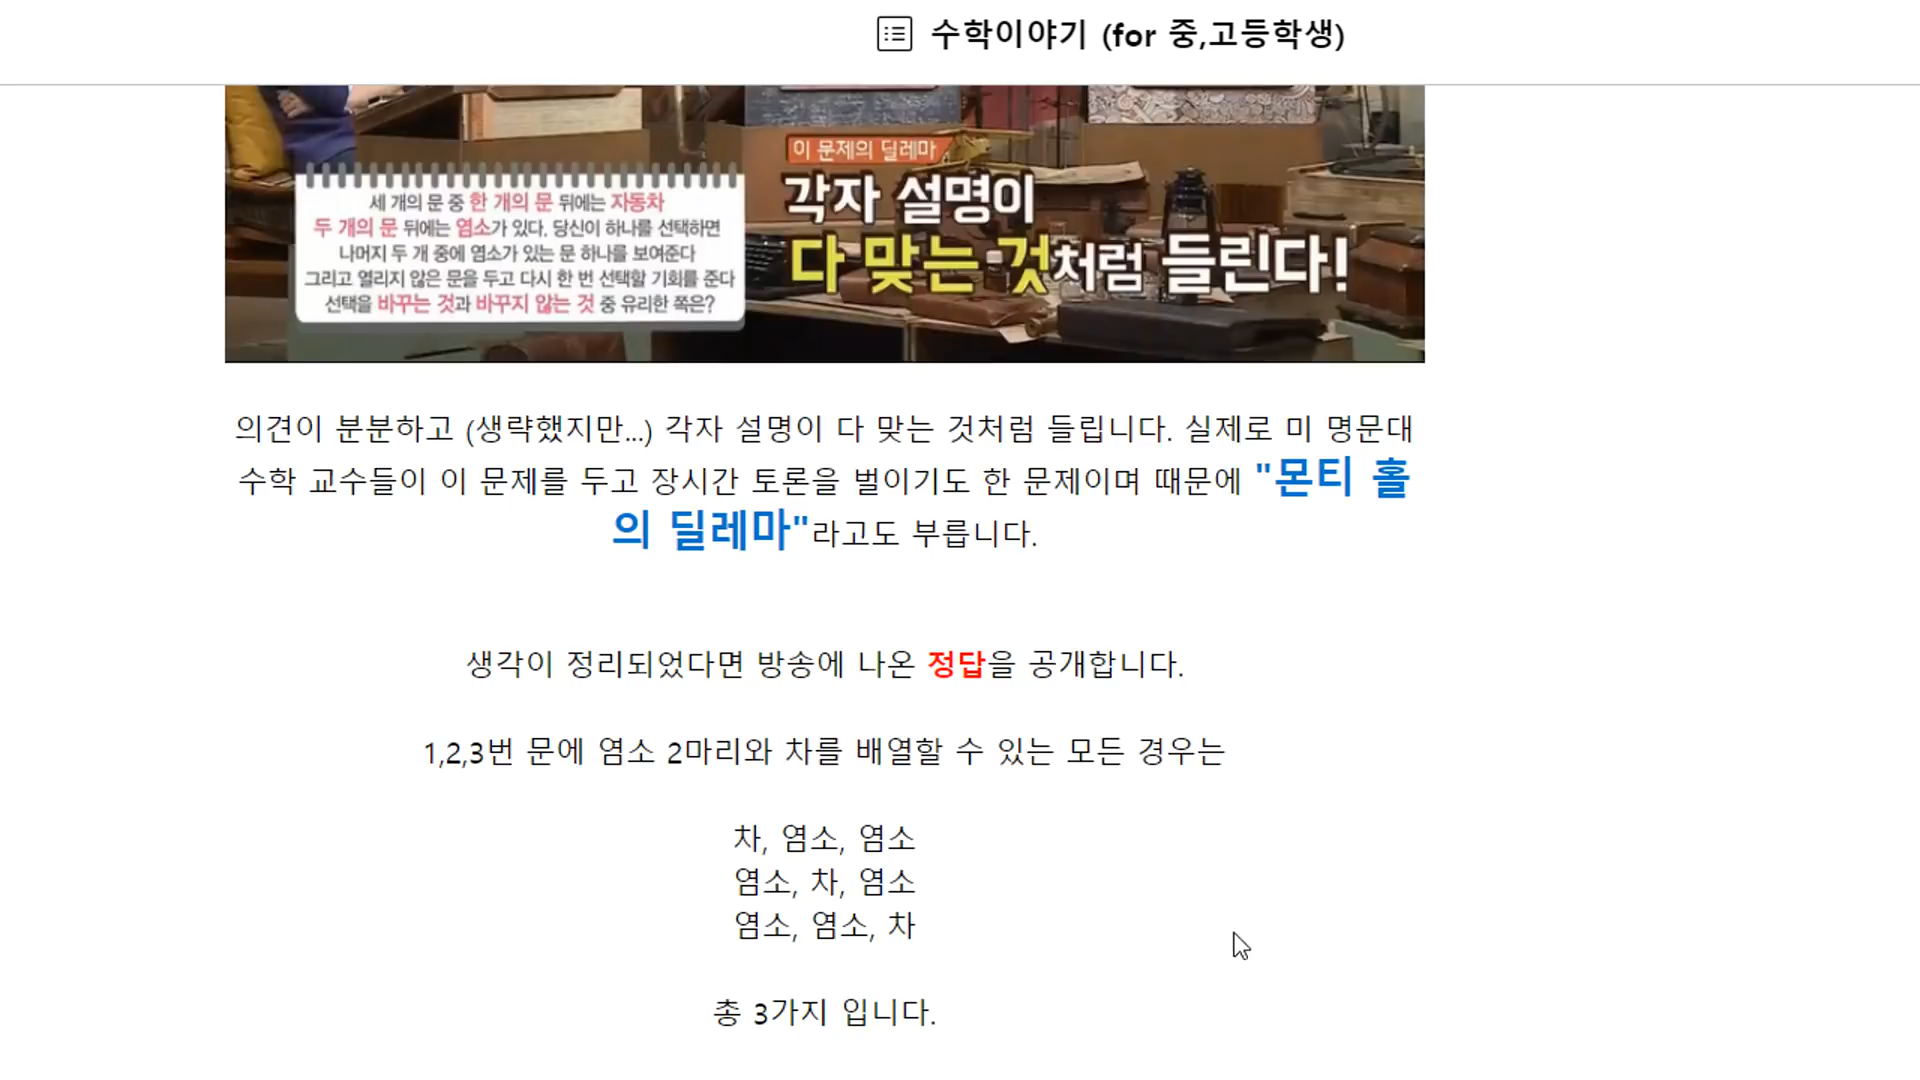 수학이야기 (for 중,고등학생)
세 개의 문 중 한 개의 문 뒤에는 자동차
두 개의 문 뒤에는 염소가 있다. 당신이 하나를 선택하면
나머지 두 개 중에 염소가 있는 문 하나를 보여준다
그리고 열리지 않은 문을 두고 다시 한 번 선택할 기회를 준다
선택을 바꾸는 것과 바꾸지 않는 것 중 유리한 쪽은?
이 문제의 딜레마
각자 설명이
다 맞는 것처럼 들린다!
의견이 분분하고 (생략했지만...) 각자 설명이 다 맞는 것처럼 들립니다. 실제로 미 명문대
수학 교수들이 이 문제를 두고 장시간 토론을 벌이기도 한 문제이며 때문에 "몬티 홀
의 딜레마"라고도 부릅니다.
생각이 정리되었다면 방송에 나온 정답을 공개합니다.
1,2,3번 문에 염소 2마리와 차를 배열할 수 있는 모든 경우는
차, 염소, 염소
염소, 차, 염소
염소, 염소, 차
총 3가지 입니다.